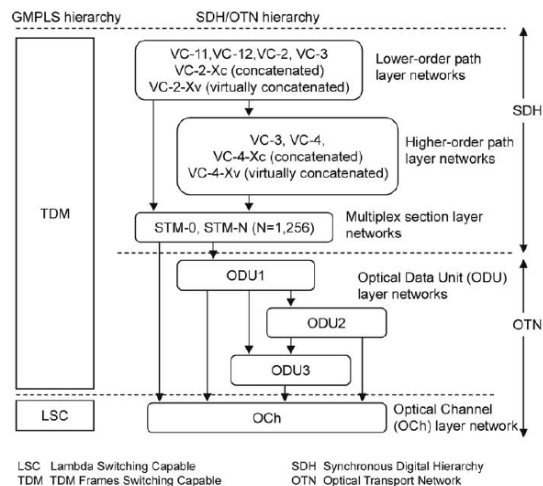 GMPLS hierarchy
SDH/OTN hierarchy
VC-11,VC-12,VC-2, VC-3
VC-2-Xc (concatenated)
VC-2-Xv (virtually concatenated)
Lower-order path
layer networks
SDH
VC-3, VC-4,
VC-4-Xc (concatenated)
VC-4-Xv (virtually concatenated)
Higher-order path
layer networks
TDM
STM-0, STM-N (N=1,256)
Multiplex section layer
networks
ODU1
Optical Data Unit (ODU)
layer networks
ODU2
OTN
ODU3
LSC
OCh
Optical Channel
(OCh) layer network
LSC Lambda Switching Capable
TDM TDM Frames Switching Capable
SDH Synchronous Digital Hierarchy
OTN Optical Transport Network